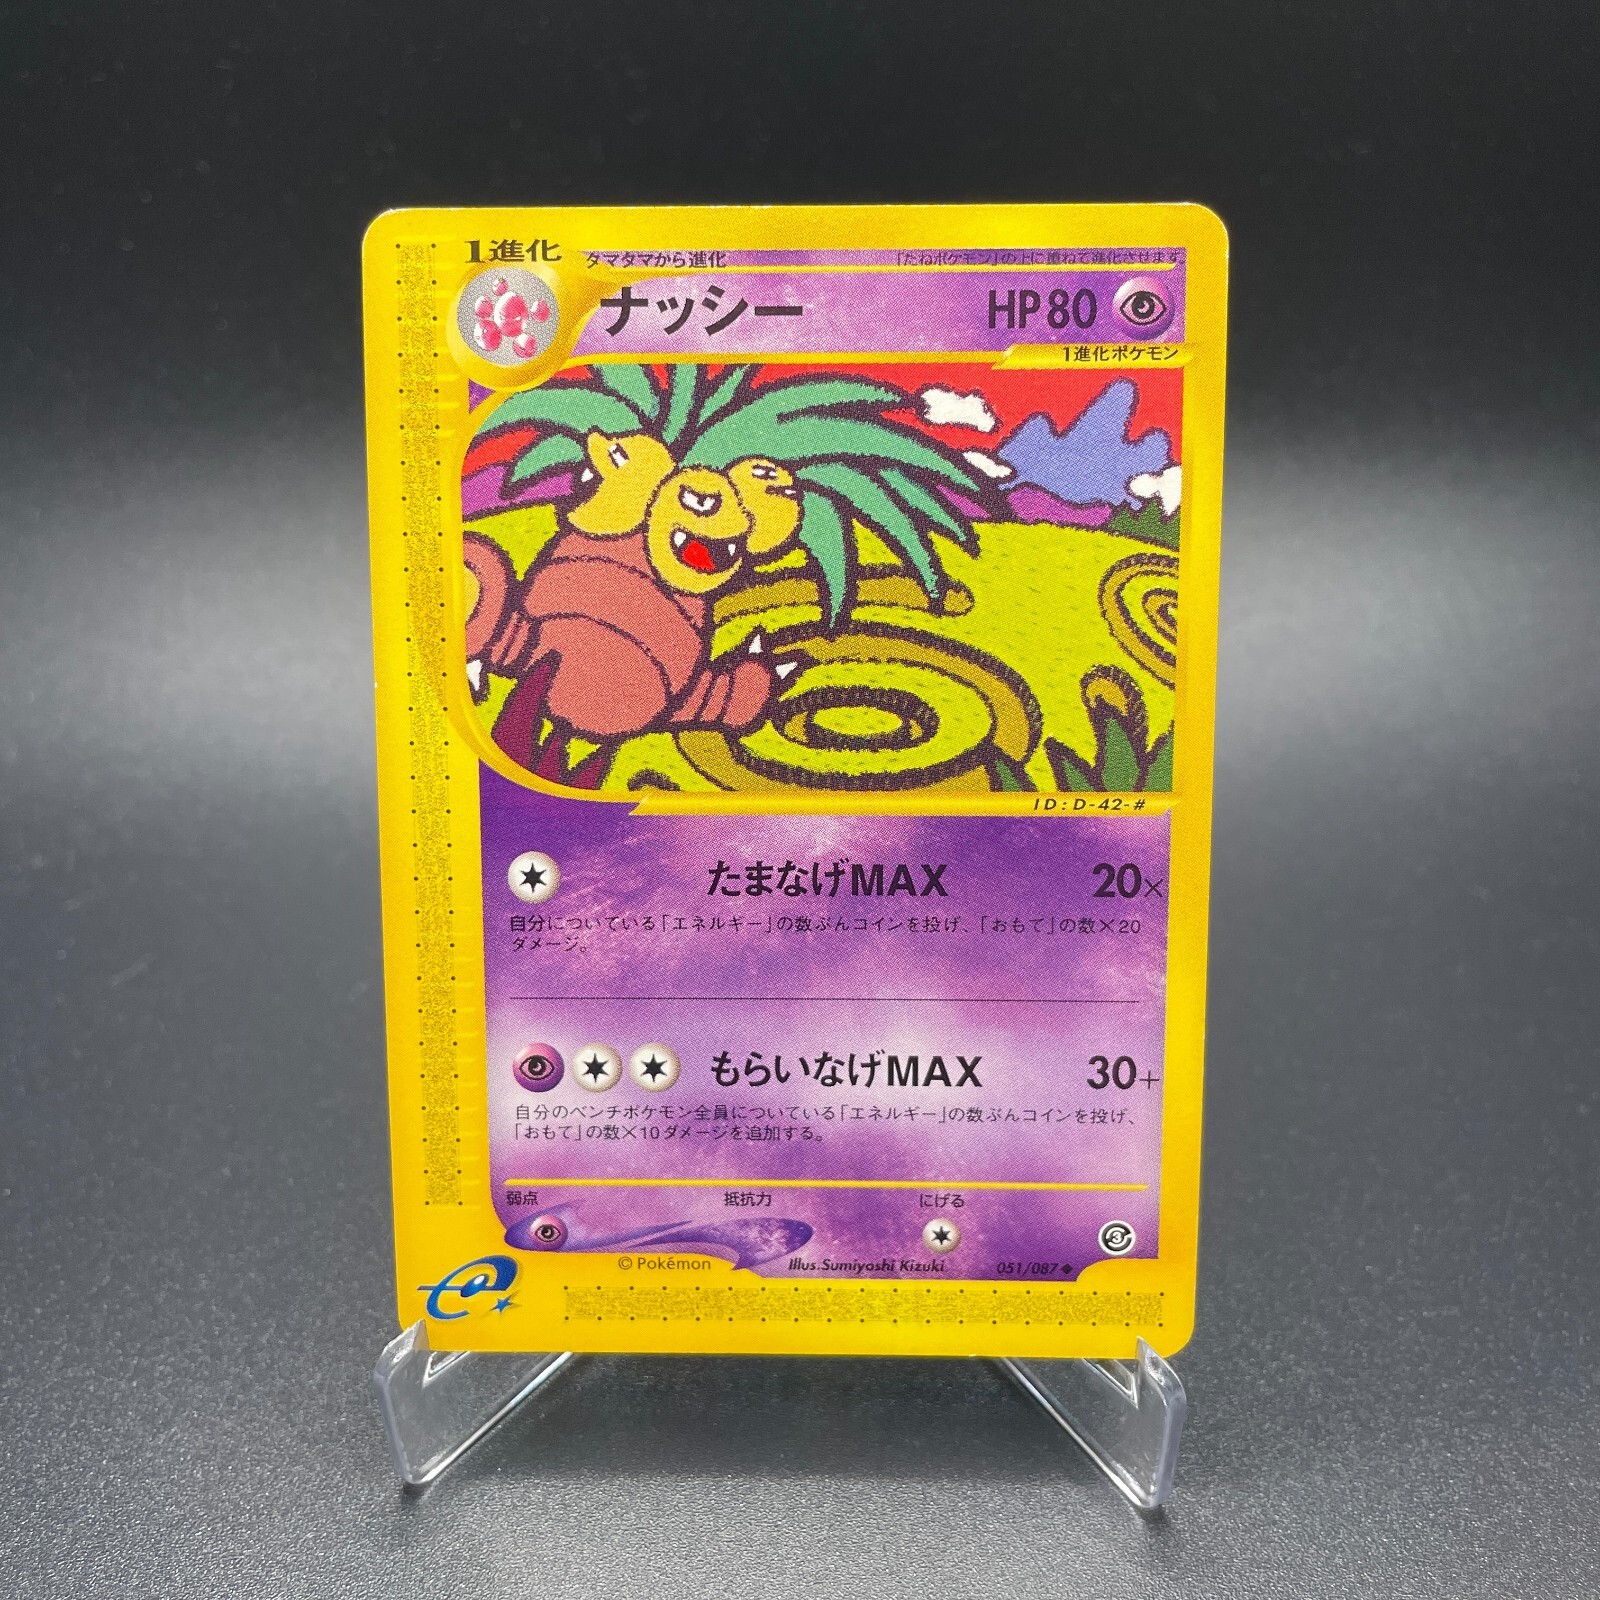 1進化
タマタマから進化
「たねポケモン」の上に重ねて進化させます
ナッシー
HP80
1進化ポケモン
ID:D-42-#
たまなげMAX 20×
自分についている「エネルギー」の数ぶんコインを投げ、「おもて」の数×20
ダメージ。
もらいなげMAX 30+
自分のベンチポケモン全員についている「エネルギー」の数ぶんコインを投げ、
「おもて」の数×10ダメージを追加する。
弱点 抵抗力 にげる
©Pokémon Illus.Sumiyoshi Kizuki 051/087◆
3
e